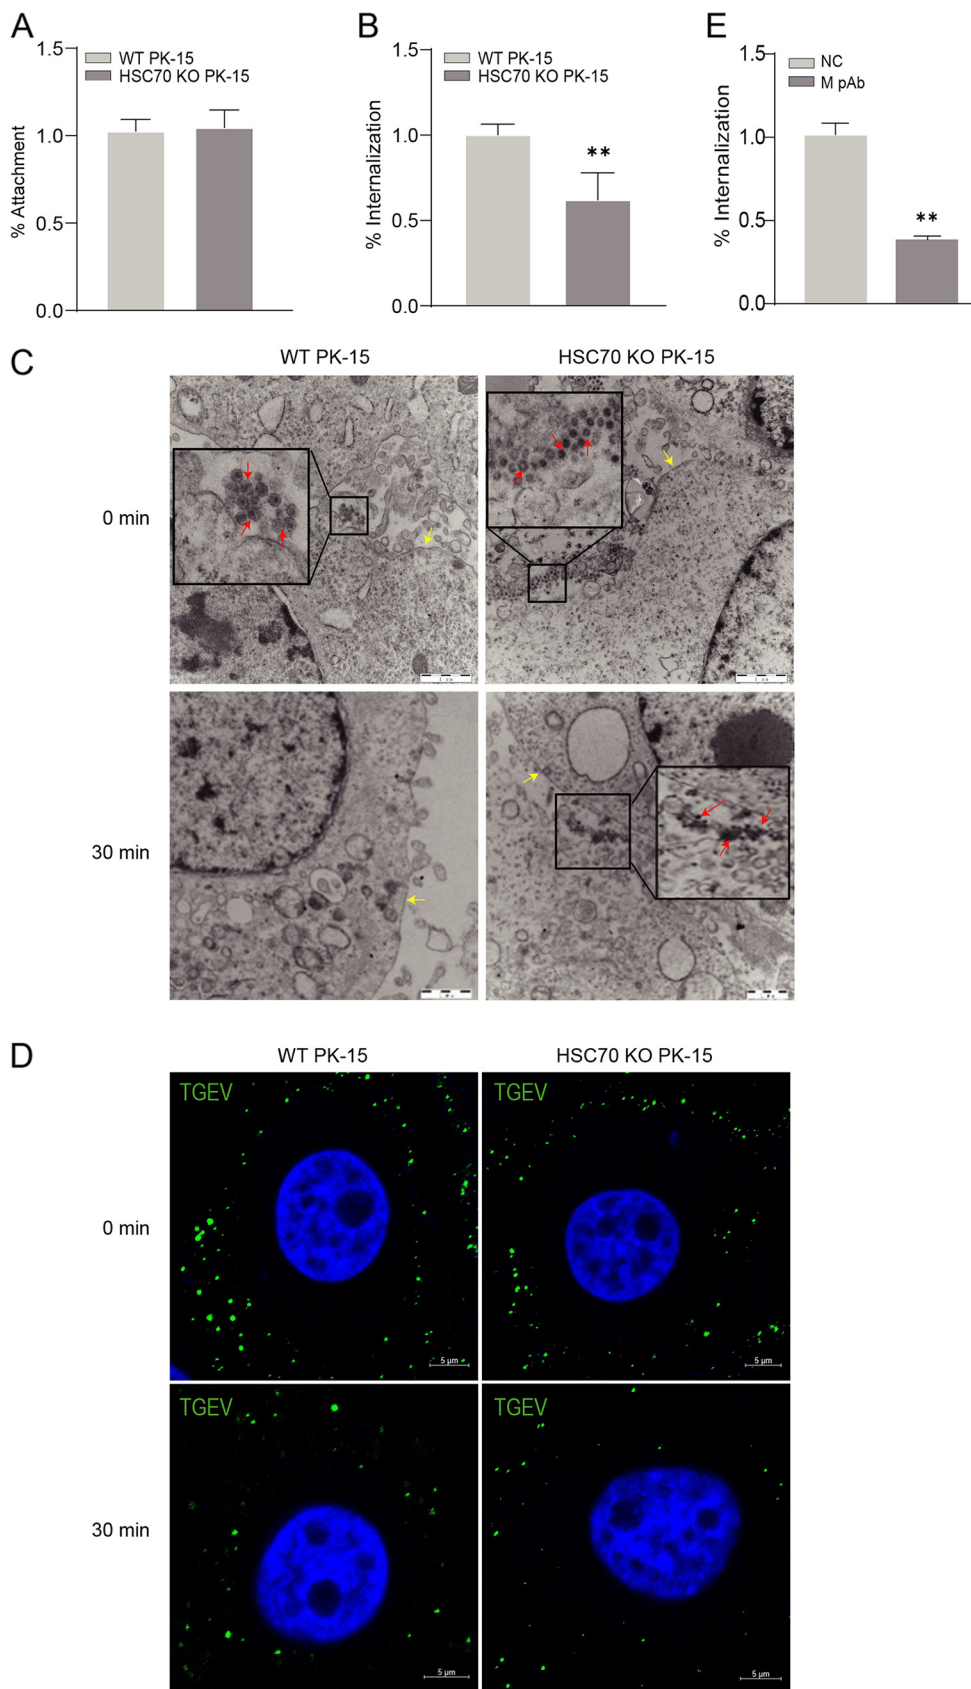 A
1.5
1.0
0.5
0.0
% Attachment
WT PK-15
HSC70 KO PK-15
B
1.5
1.0
0.5
0.0
% Internalization
WT PK-15
HSC70 KO PK-15
**
E
1.5
1.0
0.5
0.0
% Internalization
NC
M pAb
**
C
WT PK-15
HSC70 KO PK-15
0 min
30 min
D
WT PK-15
HSC70 KO PK-15
0 min
TGEV
5 µm
TGEV
5 µm
30 min
TGEV
5 µm
TGEV
5 µm